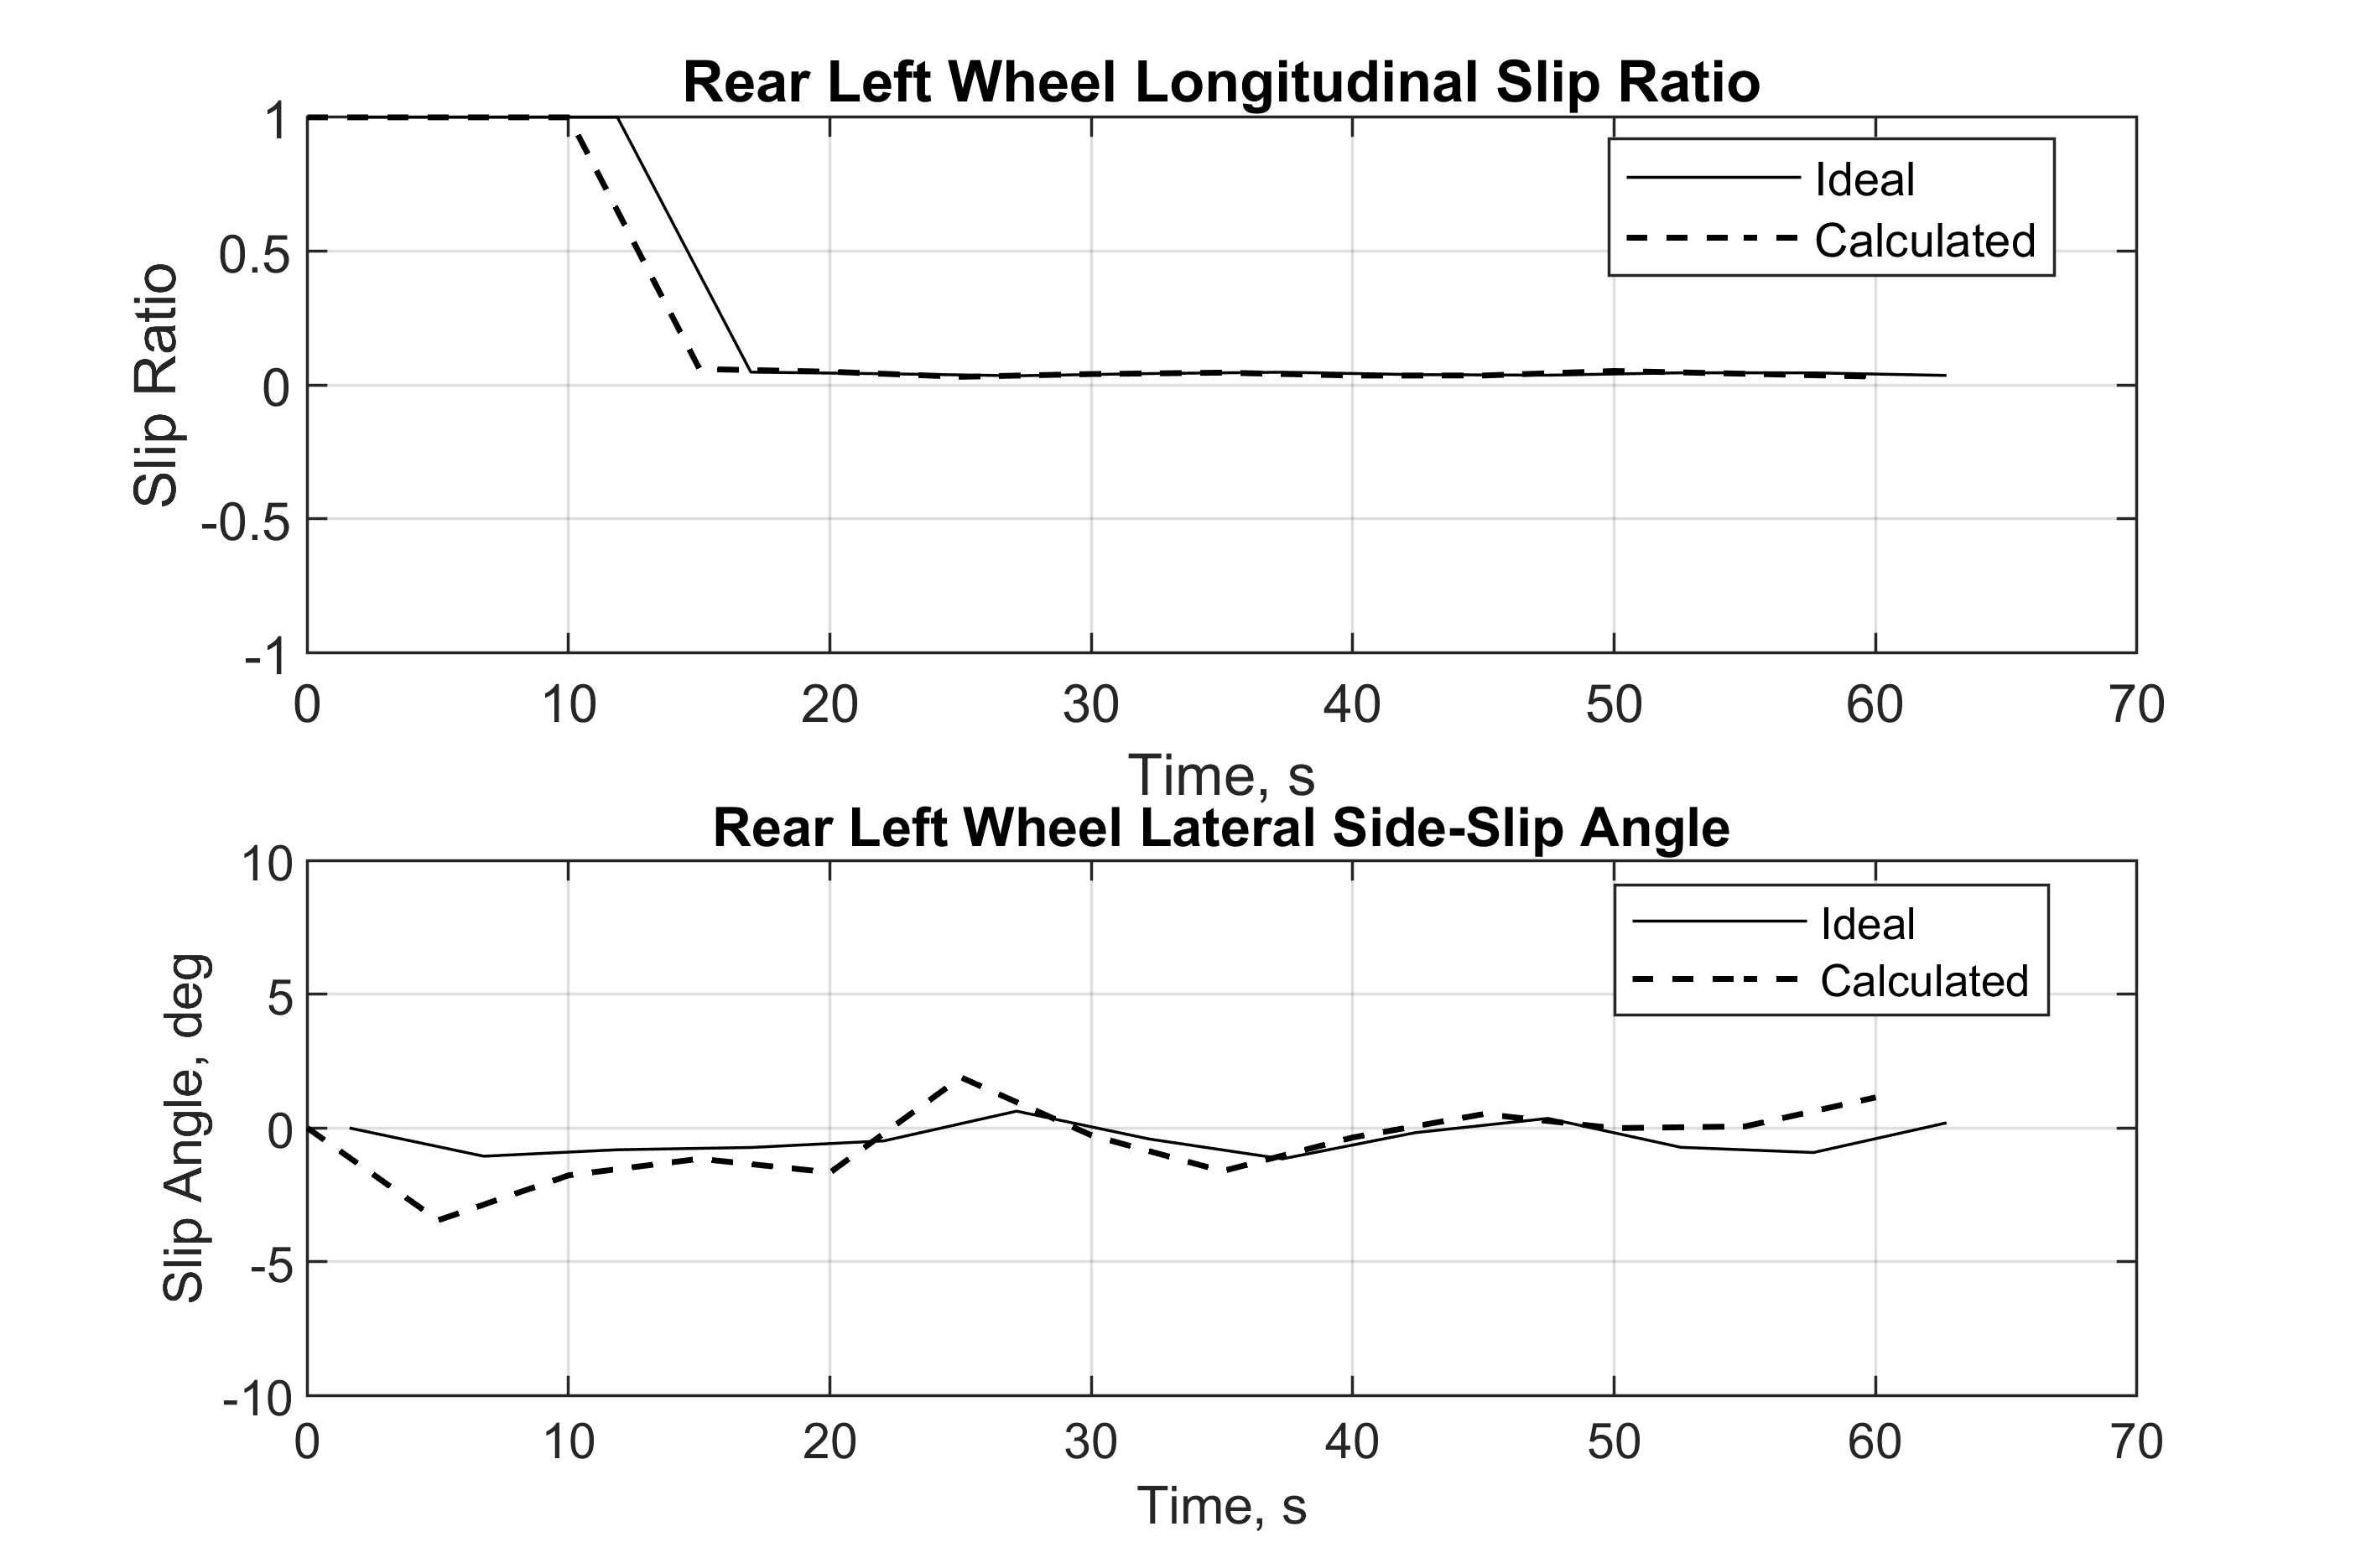 Rear Left Wheel Longitudinal Slip Ratio
1
0.5
0
-0.5
-1
Slip Ratio
Ideal
Calculated
0 10 20 30 40 50 60 70
Time, s
Rear Left Wheel Lateral Side-Slip Angle
10
5
0
-5
-10
Slip Angle, deg
Ideal
Calculated
0 10 20 30 40 50 60 70
Time, s